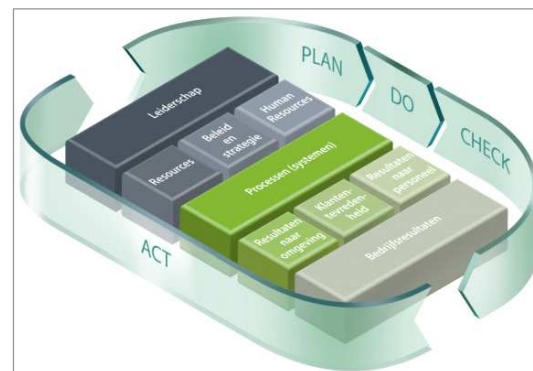 PLAN
DO
CHECK
ACT
Leiderschap
Human
Resources
Beleid
en
strategie
Resources
Processen (systemen)
Resultaten
naar
personeel
Klanten-
tevreden-
heid
Resultaten
naar
omgeving
Bedrijfsresultaten